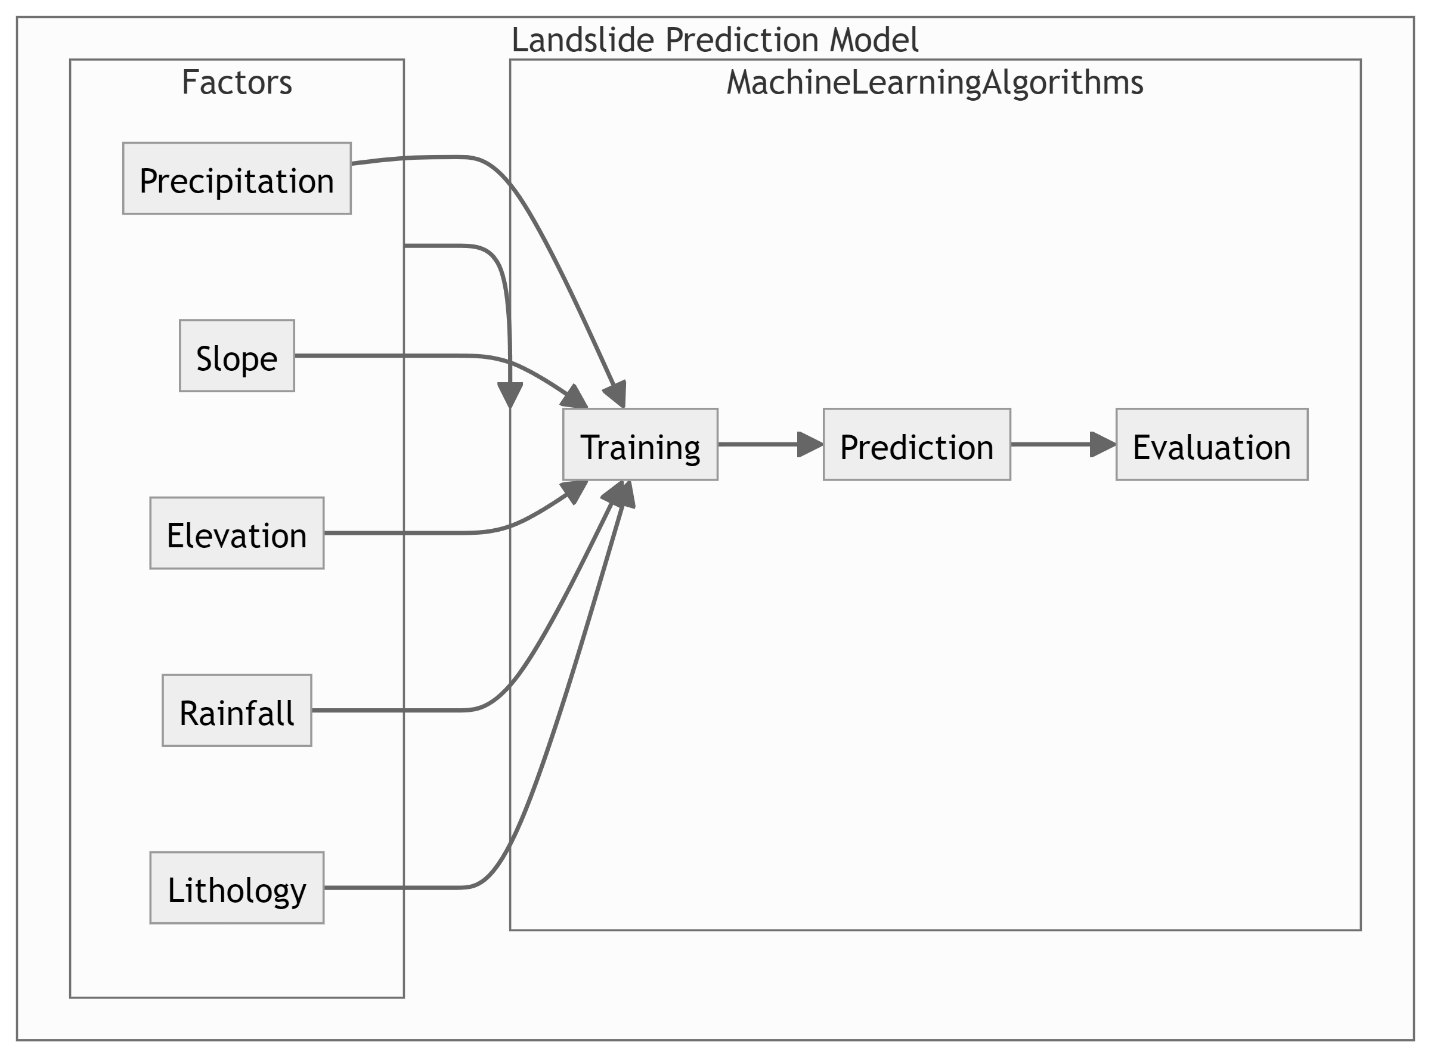 Landslide Prediction Model
Factors
MachineLearningAlgorithms
Precipitation
Slope
Elevation
Rainfall
Lithology
Training
Prediction
Evaluation